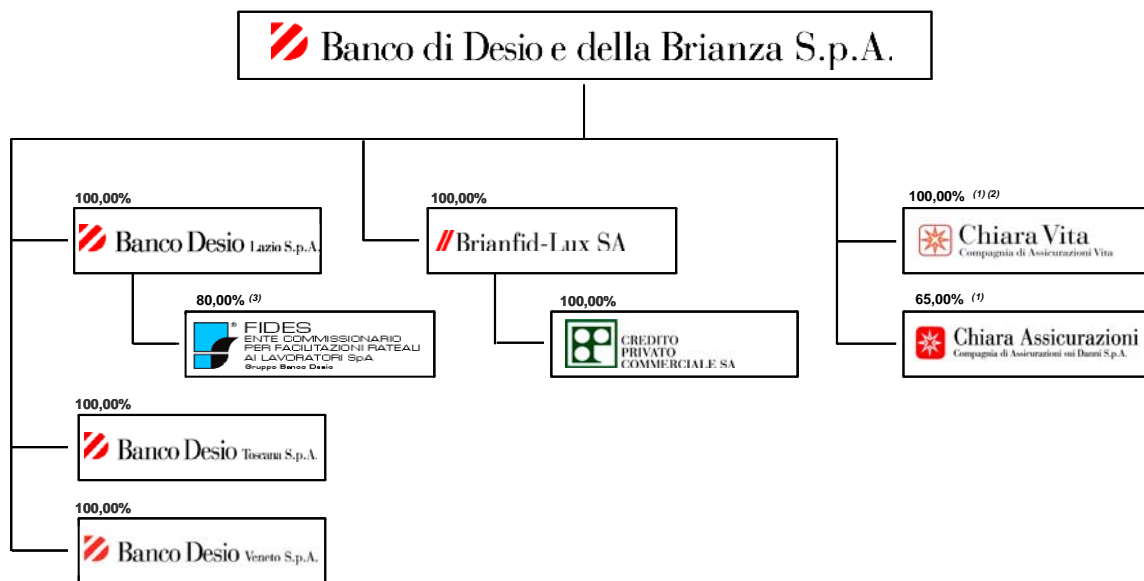 Banco di Desio e della Brianza S.p.A.
100,00%
Banco Desio Lazio S.p.A.
80,00% (3)
® FIDES
ENTE COMMISSIONARIO
PER FACILITAZIONI RATEALI
AI LAVORATORI SpA
Gruppo Banco Desio
100,00%
Banco Desio Toscana S.p.A.
100,00%
Banco Desio Veneto S.p.A.
100,00%
Brianfid-Lux SA
100,00%
CREDITO
PRIVATO
COMMERCIALE SA
100,00% (1) (2)
Chiara Vita
Compagnia di Assicurazioni Vita
65,00% (1)
Chiara Assicurazioni
Compagnia di Assicurazioni sui Danni S.p.A.